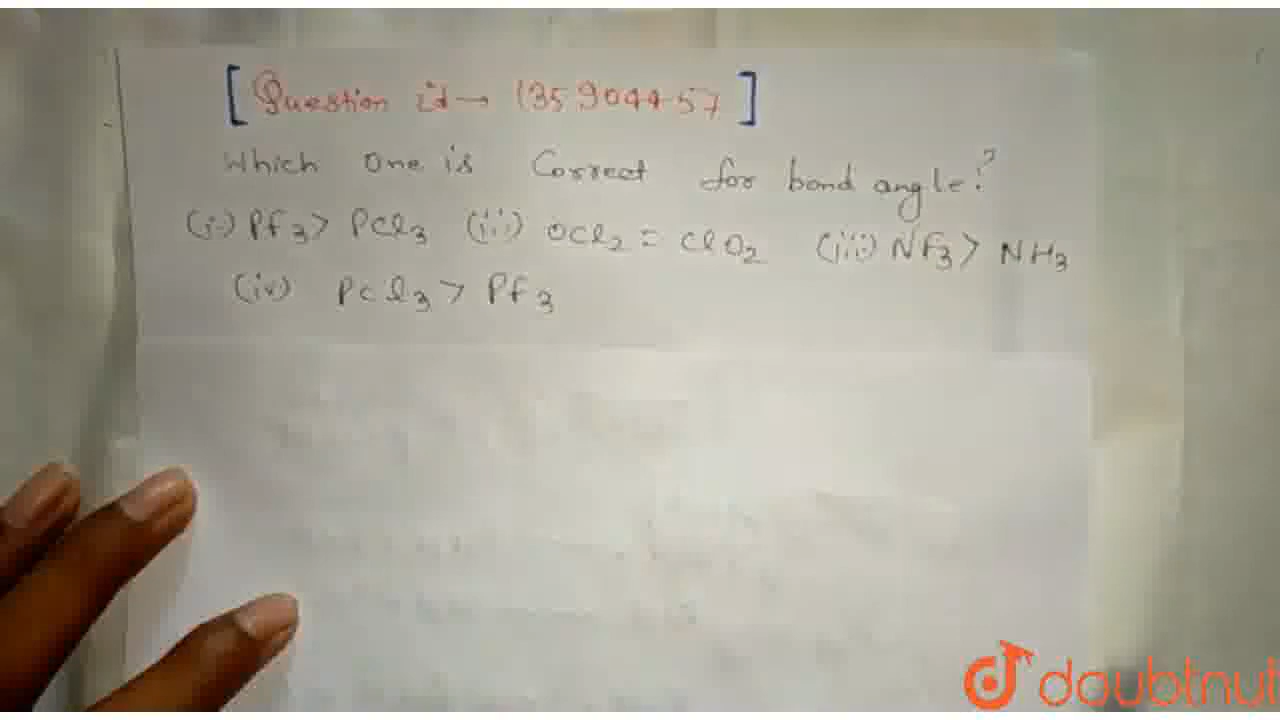 [Question id → 135904457]
Which one is Correct for bond angle?
(i) Pf3 > PCl3 (ii) OCl2 = ClO2 (iii) NF3 > NH3
(iv) PCl3 > Pf3
doubtnut